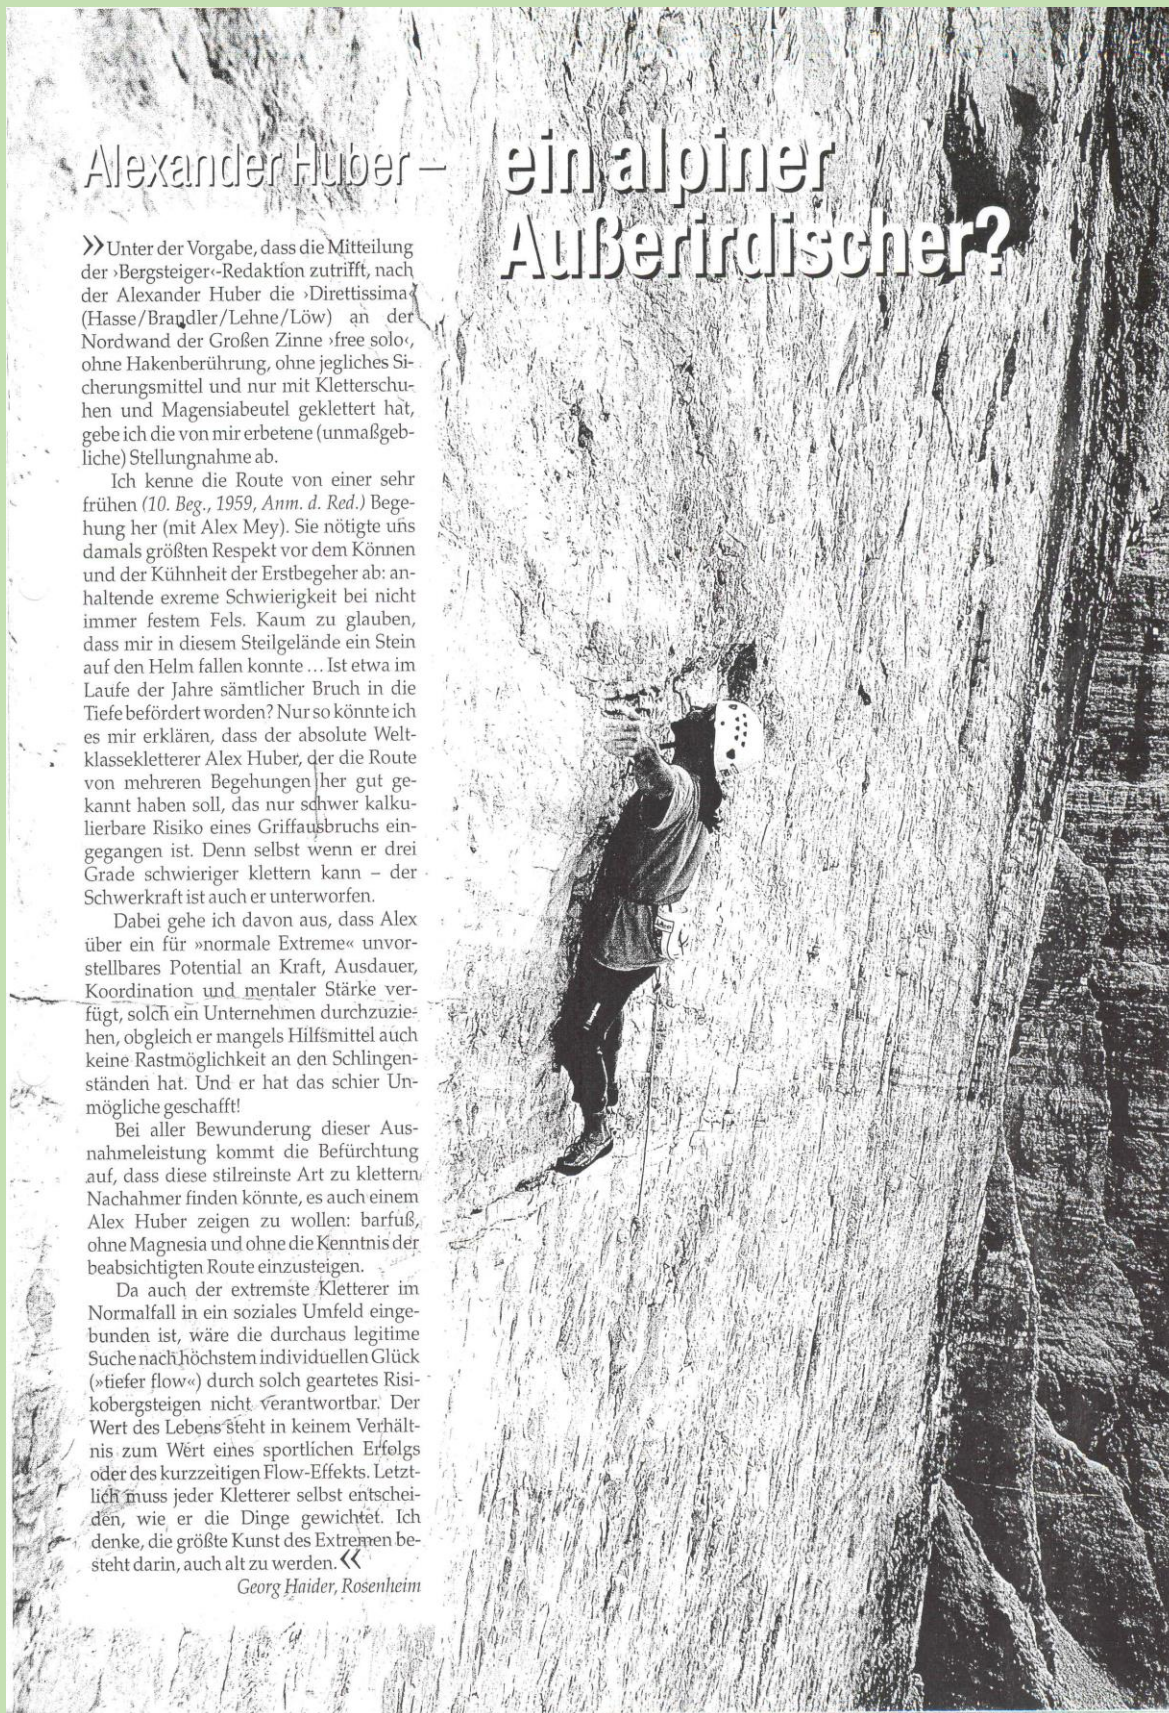 Alexander Huber –
ein alpiner
Außerirdischer?
»Unter der Vorgabe, dass die Mitteilung
der ›Bergsteiger‹-Redaktion zutrifft, nach
der Alexander Huber die ›Direttissima‹
(Hasse/Brandler/Lehne/Löw) an der
Nordwand der Großen Zinne ›free solo‹,
ohne Hakenberührung, ohne jegliches Si-
cherungsmittel und nur mit Kletterschu-
hen und Magensiabeutel geklettert hat,
gebe ich die von mir erbetene (unmaßgeb-
liche) Stellungnahme ab.
Ich kenne die Route von einer sehr
frühen (10. Beg., 1959, Anm. d. Red.) Bege-
hung her (mit Alex Mey). Sie nötigte uns
damals größten Respekt vor dem Können
und der Kühnheit der Erstbegeher ab: an-
haltende exreme Schwierigkeit bei nicht
immer festem Fels. Kaum zu glauben,
dass mir in diesem Steilgelände ein Stein
auf den Helm fallen konnte ... Ist etwa im
Laufe der Jahre sämtlicher Bruch in die
Tiefe befördert worden? Nur so könnte ich
es mir erklären, dass der absolute Welt-
klassekletterer Alex Huber, der die Route
von mehreren Begehungen her gut ge-
kannt haben soll, das nur schwer kalku-
lierbare Risiko eines Griffausbruchs ein-
gegangen ist. Denn selbst wenn er drei
Grade schwieriger klettern kann – der
Schwerkraft ist auch er unterworfen.
Dabei gehe ich davon aus, dass Alex
über ein für »normale Extreme« unvor-
stellbares Potential an Kraft, Ausdauer,
Koordination und mentaler Stärke ver-
fügt, solch ein Unternehmen durchzuzie-
hen, obgleich er mangels Hilfsmittel auch
keine Rastmöglichkeit an den Schlingen-
ständen hat. Und er hat das schier Un-
mögliche geschafft!
Bei aller Bewunderung dieser Aus-
nahmeleistung kommt die Befürchtung
auf, dass diese stilreinste Art zu klettern
Nachahmer finden könnte, es auch einem
Alex Huber zeigen zu wollen: barfuß,
ohne Magnesia und ohne die Kenntnis der
beabsichtigten Route einzusteigen.
Da auch der extremste Kletterer im
Normalfall in ein soziales Umfeld einge-
bunden ist, wäre die durchaus legitime
Suche nach höchstem individuellen Glück
(»tiefer flow«) durch solch geartetes Risi-
kobergsteigen nicht verantwortbar. Der
Wert des Lebens steht in keinem Verhält-
nis zum Wert eines sportlichen Erfolgs
oder des kurzzeitigen Flow-Effekts. Letzt-
lich muss jeder Kletterer selbst entschei-
den, wie er die Dinge gewichtet. Ich
denke, die größte Kunst des Extremen be-
steht darin, auch alt zu werden.«
Georg Haider, Rosenheim